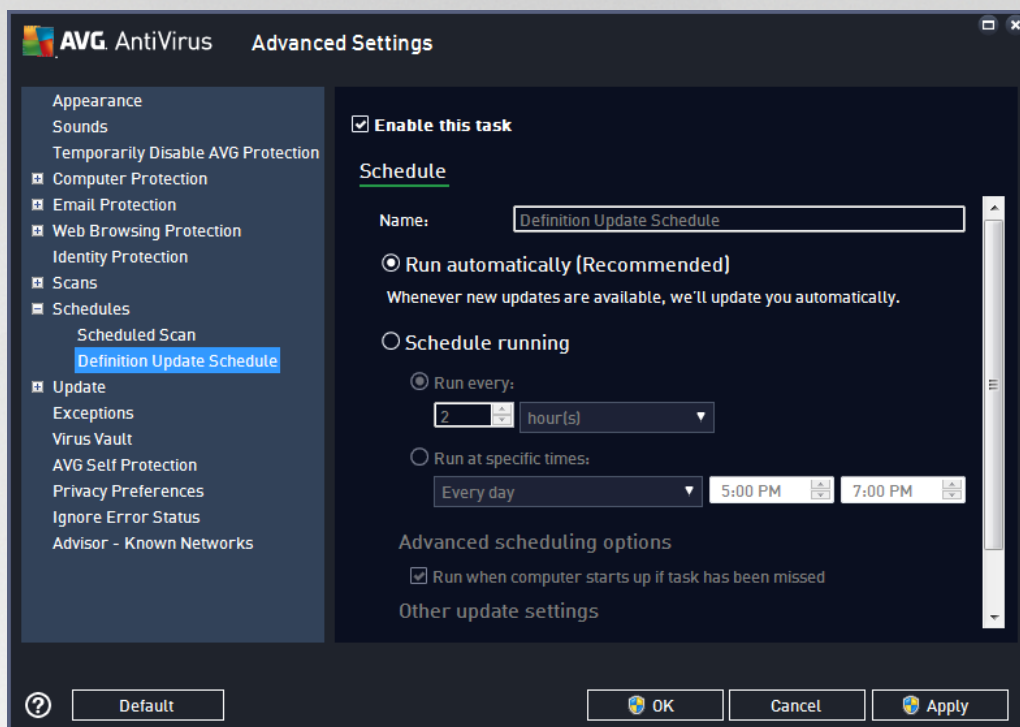 AVG. AntiVirus Advanced Settings
Appearance
Sounds
Temporarily Disable AVG Protection
Computer Protection
Email Protection
Web Browsing Protection
Identity Protection
Scans
Schedules
Scheduled Scan
Definition Update Schedule
Update
Exceptions
Virus Vault
AVG Self Protection
Privacy Preferences
Ignore Error Status
Advisor - Known Networks
Enable this task
Schedule
Name: Definition Update Schedule
Run automatically (Recommended)
Whenever new updates are available, we'll update you automatically.
Schedule running
Run every:
2 hour(s)
Run at specific times:
Every day 5:00 PM 7:00 PM
Advanced scheduling options
Run when computer starts up if task has been missed
Other update settings
? Default OK Cancel Apply